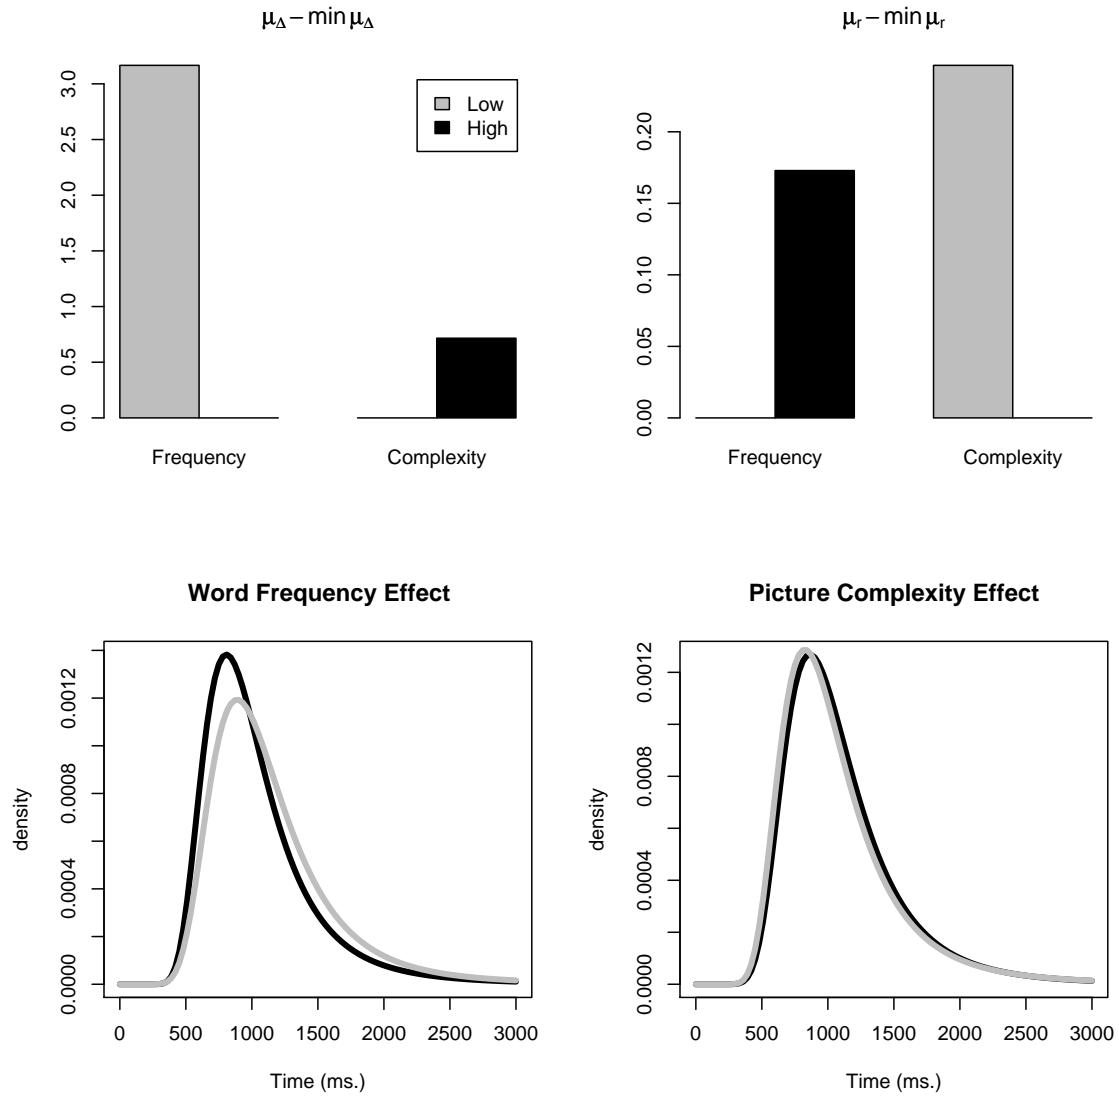 μΔ − min μΔ
μr − min μr
3.0
2.5
2.0
1.5
1.0
0.5
0.0
Low
High
Frequency
Complexity
0.20
0.15
0.10
0.05
0.00
Frequency
Complexity
Word Frequency Effect
density
0.0012
0.0008
0.0004
0.0000
0 500 1000 1500 2000 2500 3000
Time (ms.)
Picture Complexity Effect
density
0.0012
0.0008
0.0004
0.0000
0 500 1000 1500 2000 2500 3000
Time (ms.)